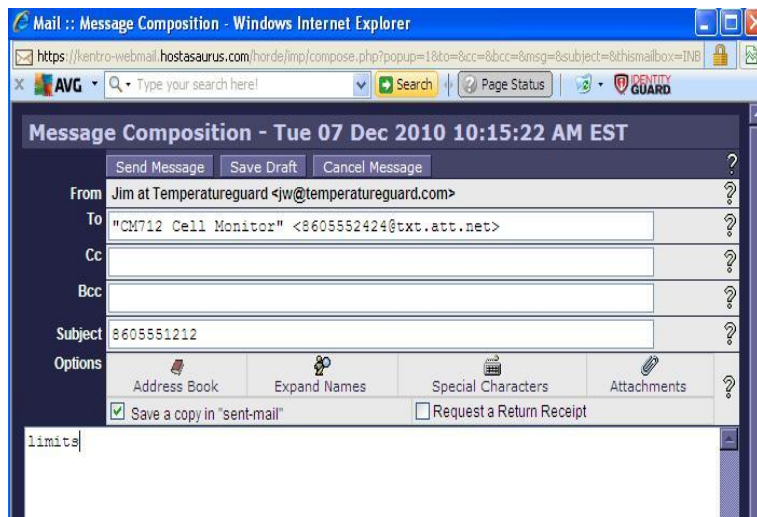 Mail :: Message Composition - Windows Internet Explorer
https://kentro-webmail.hostasaurus.com/horde/imp/compose.php?popup=1&to=&cc=&bcc=&msg=&subject=&thismailbox=INB
AVG Type your search here! Search Page Status IDENTITY GUARD
Message Composition - Tue 07 Dec 2010 10:15:22 AM EST
Send Message Save Draft Cancel Message ?
From Jim at Temperatureguard <jw@temperatureguard.com> ?
To "CM712 Cell Monitor" <8605552424@txt.att.net> ?
Cc ?
Bcc ?
Subject 8605551212 ?
Options Address Book Expand Names Special Characters Attachments ?
Save a copy in "sent-mail" Request a Return Receipt
limits